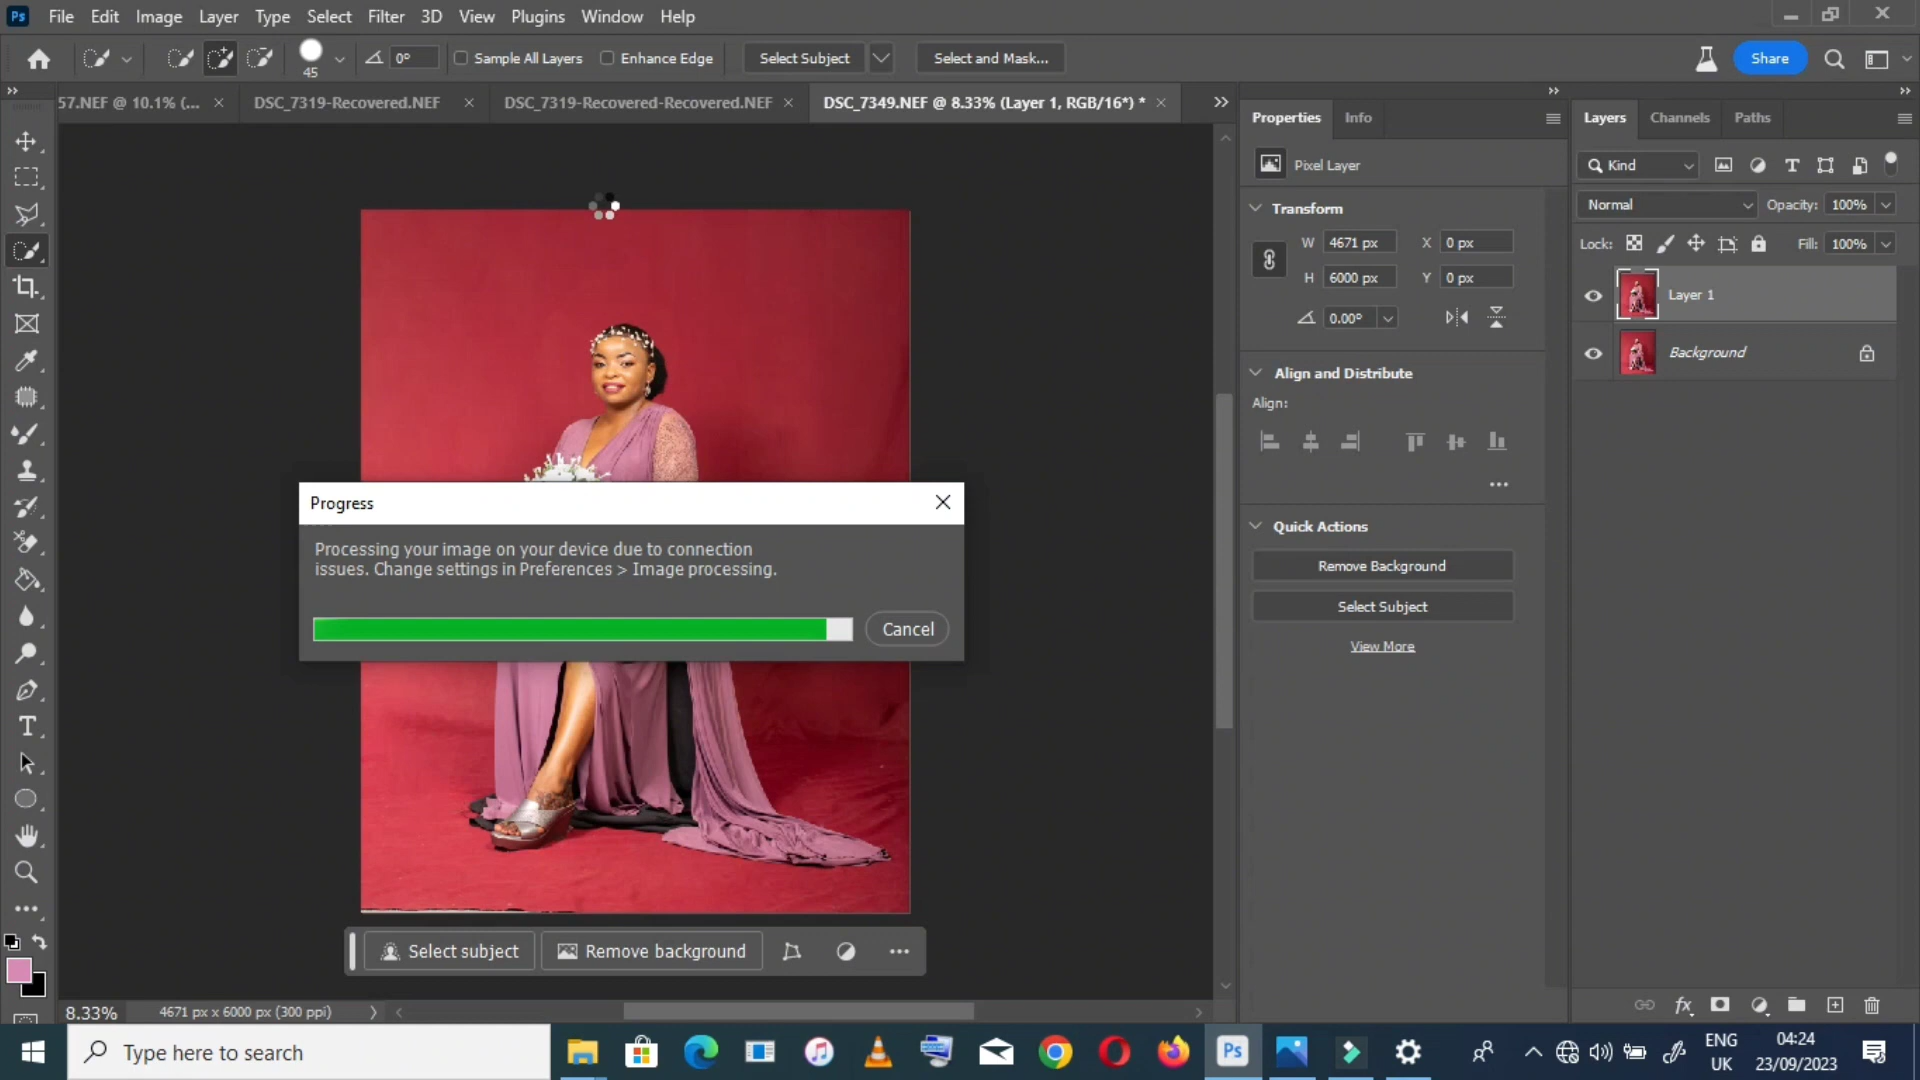 Ps File Edit Image Layer Type Select Filter 3D View Plugins Window Help
45 0° Sample All Layers Enhance Edge Select Subject Select and Mask... Share
57.NEF @ 10.1% (... × DSC_7319-Recovered.NEF × DSC_7319-Recovered-Recovered.NEF × DSC_7349.NEF @ 8.33% (Layer 1, RGB/16*) * ×
Properties Info
Pixel Layer
Transform
W 4671 px X 0 px
H 6000 px Y 0 px
0.00°
Align and Distribute
Align:
Quick Actions
Remove Background
Select Subject
View More
Layers Channels Paths
Kind
Normal Opacity: 100%
Lock: Fill: 100%
Layer 1
Background
Progress
Processing your image on your device due to connection
issues. Change settings in Preferences > Image processing.
Cancel
Select subject Remove background
8.33% 4671 px x 6000 px (300 ppi)
fx
Type here to search
Ps
ENG
UK
04:24
23/09/2023